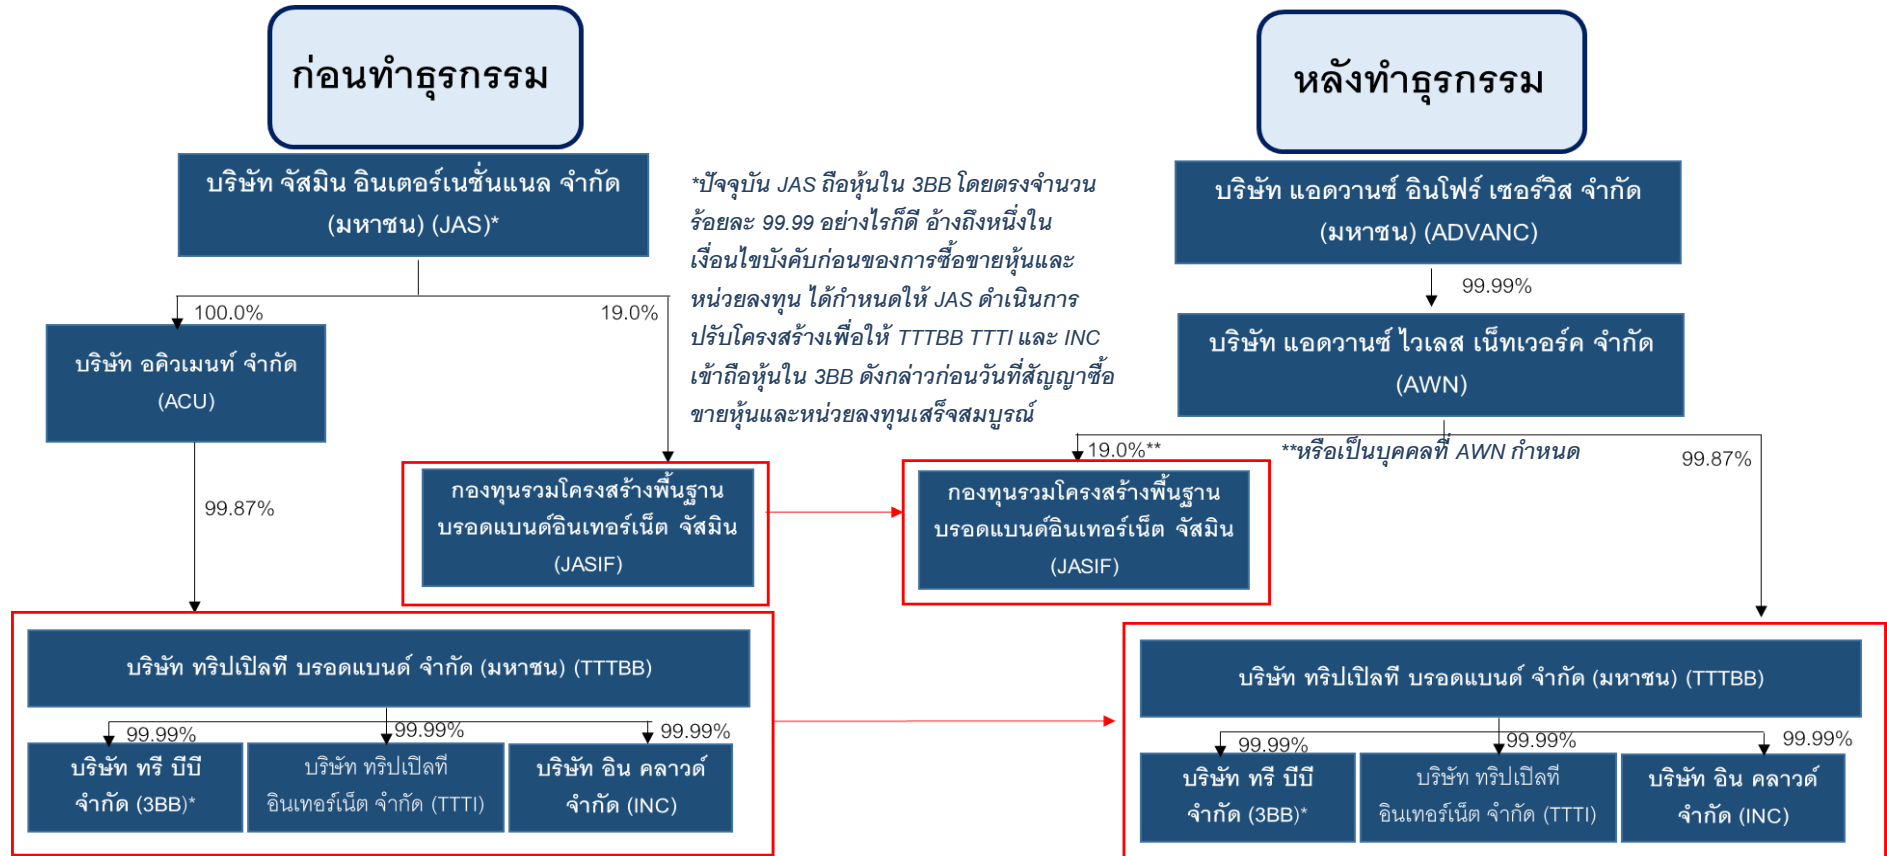 ก่อนทำธุรกรรม
บริษัท จัสมิน อินเตอร์เนชั่นแนล จำกัด
(มหาชน) (JAS)*
100.0%
19.0%
บริษัท อคิวเมนท์ จำกัด
(ACU)
99.87%
กองทุนรวมโครงสร้างพื้นฐาน
บรอดแบนด์อินเทอร์เน็ต จัสมิน
(JASIF)
บริษัท ทริปเปิลที บรอดแบนด์ จำกัด (มหาชน) (TTTBB)
99.99%
99.99%
99.99%
บริษัท ทรี บีบี
จำกัด (3BB)*
บริษัท ทริปเปิลที
อินเทอร์เน็ต จำกัด (TTTI)
บริษัท อิน คลาวด์
จำกัด (INC)
*ปัจจุบัน JAS ถือหุ้นใน 3BB โดยตรงจำนวน
ร้อยละ 99.99 อย่างไรก็ดี อ้างถึงหนึ่งใน
เงื่อนไขบังคับก่อนของการซื้อขายหุ้นและ
หน่วยลงทุน ได้กำหนดให้ JAS ดำเนินการ
ปรับโครงสร้างเพื่อให้ TTTBB TTTI และ INC
เข้าถือหุ้นใน 3BB ดังกล่าวก่อนวันที่สัญญาซื้อ
ขายหุ้นและหน่วยลงทุนเสร็จสมบูรณ์
หลังทำธุรกรรม
บริษัท แอดวานซ์ อินโฟร์ เซอร์วิส จำกัด
(มหาชน) (ADVANC)
99.99%
บริษัท แอดวานซ์ ไวเลส เน็ทเวอร์ค จำกัด
(AWN)
19.0%**
**หรือเป็นบุคคลที่ AWN กำหนด
99.87%
กองทุนรวมโครงสร้างพื้นฐาน
บรอดแบนด์อินเทอร์เน็ต จัสมิน
(JASIF)
บริษัท ทริปเปิลที บรอดแบนด์ จำกัด (มหาชน) (TTTBB)
99.99%
99.99%
99.99%
บริษัท ทรี บีบี
จำกัด (3BB)*
บริษัท ทริปเปิลที
อินเทอร์เน็ต จำกัด (TTTI)
บริษัท อิน คลาวด์
จำกัด (INC)